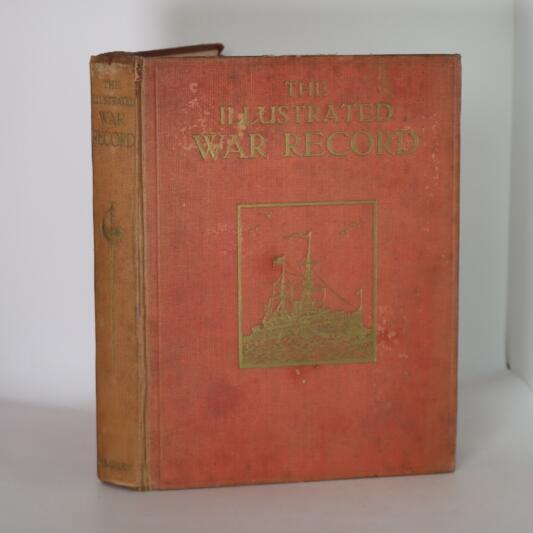 THE
ILLUSTRATED
WAR
RECORD
THE
ILLUSTRATED
WAR RECORD